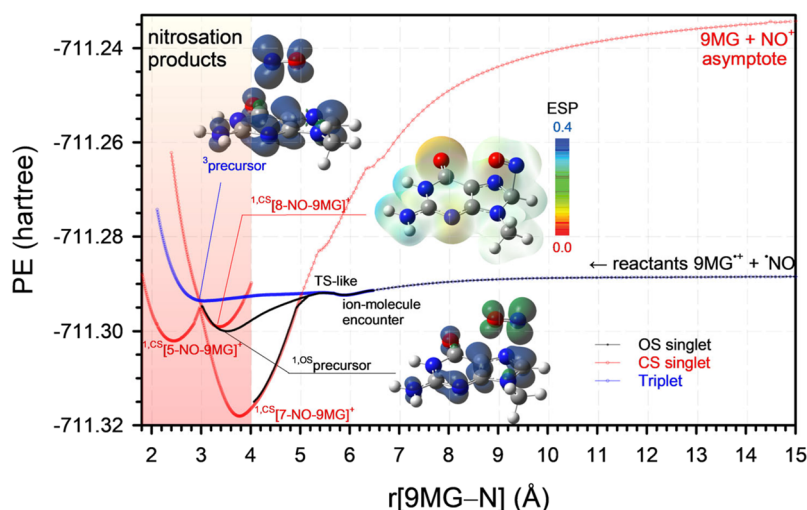 nitrosation
products
9MG + NO⁺
asymptote
ESP
0.4
0.0
³precursor
¹,ᶜˢ[8-NO-9MG]⁺
← reactants 9MG•⁺ + •NO
TS-like
ion-molecule
encounter
¹,ᶜˢ[5-NO-9MG]⁺
¹,ᴼˢprecursor
¹,ᶜˢ[7-NO-9MG]⁺
OS singlet
CS singlet
Triplet
PE (hartree)
-711.24
-711.26
-711.28
-711.30
-711.32
2 3 4 5 6 7 8 9 10 11 12 13 14 15
r[9MG–N] (Å)